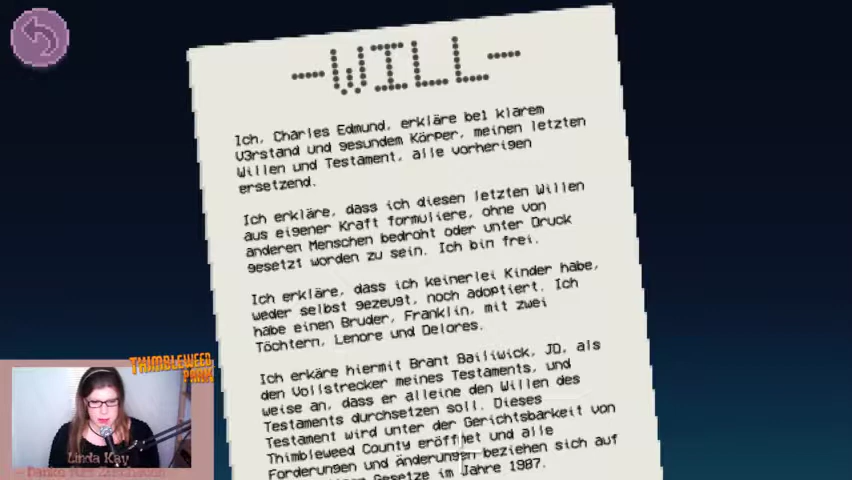 -WILL-
Ich, Charles Edmund, erkläre be1 klarem
V3rstand und gesundem Körper, meinen letzten
Willen und Testament, alle vorherigen
ersetzend.
Ich erkläre, dass ich diesen letzten Willen
aus eigener Kraft formuliere, ohne von
anderen Menschen bedroht oder unter Druck
gesetzt worden zu sein. Ich bin frei.
Ich erkläre, dass ich keinerlei Kinder habe,
weder selbst gezeugt, noch adoptiert. Ich
habe einen Bruder, Franklin, mit zwei
Töchtern, Lenore und Delores.
Ich erkäre hiermit Brant Bailiwick, JD, als
den Vollstrecker meines Testaments, und
weise an, dass er alleine den Willen des
Testaments durchsetzen soll. Dieses
Testament wird unter der Gerichtsbarkeit von
Thimbleweed County eröffnet und alle
Forderungen und änderungen beziehen sich auf
Gesetze im Jahre 1987.
THIMBLEWEED
PARK
Linda Kay
Danke fürs Zuschauen